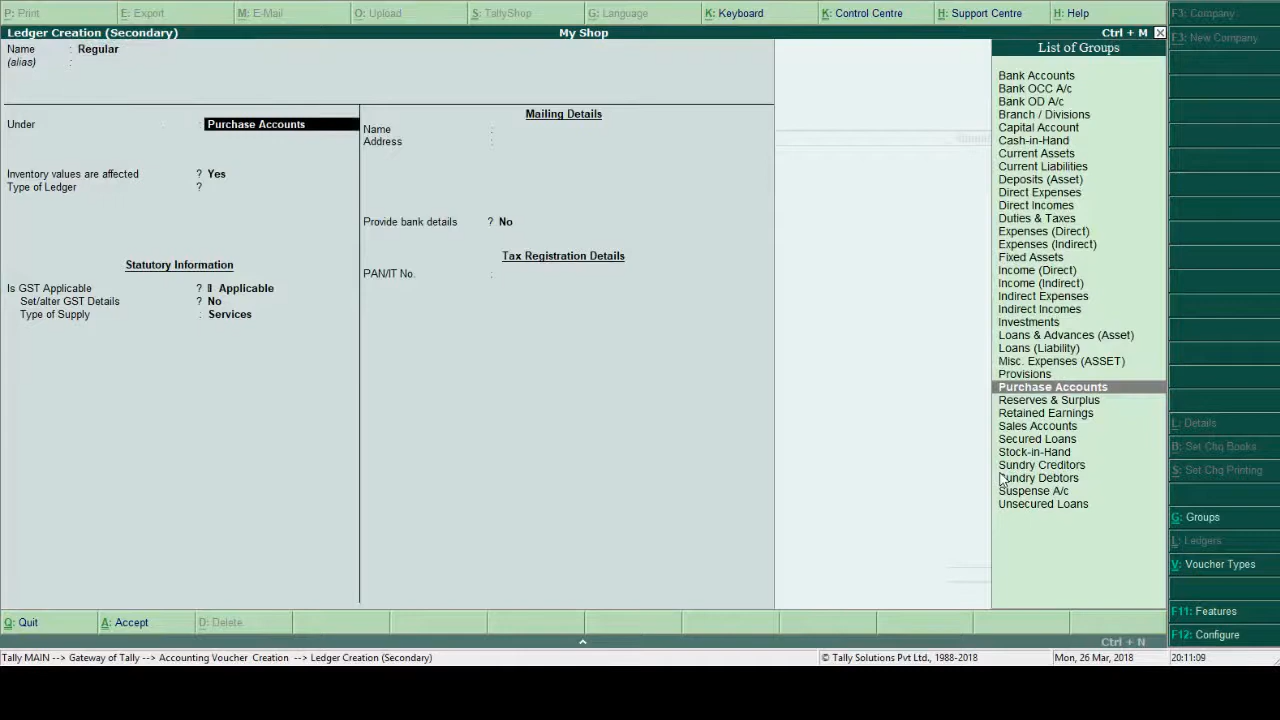 P: Print
E: Export
M: E-Mail
O: Upload
S: TallyShop
G: Language
K: Keyboard
K: Control Centre
H: Support Centre
H: Help
F3: Company
F3: New Company
Ledger Creation (Secondary)
My Shop
Ctrl + M
Name : Regular
(alias) :
Under : Purchase Accounts
Inventory values are affected ? Yes
Type of Ledger ?
Statutory Information
Is GST Applicable ? Applicable
Set/alter GST Details ? No
Type of Supply : Services
Mailing Details
Name :
Address :
Provide bank details ? No
Tax Registration Details
PAN/IT No. :
List of Groups
Bank Accounts
Bank OCC A/c
Bank OD A/c
Branch / Divisions
Capital Account
Cash-in-Hand
Current Assets
Current Liabilities
Deposits (Asset)
Direct Expenses
Direct Incomes
Duties & Taxes
Expenses (Direct)
Expenses (Indirect)
Fixed Assets
Income (Direct)
Income (Indirect)
Indirect Expenses
Indirect Incomes
Investments
Loans & Advances (Asset)
Loans (Liability)
Misc. Expenses (ASSET)
Provisions
Purchase Accounts
Reserves & Surplus
Retained Earnings
Sales Accounts
Secured Loans
Stock-in-Hand
Sundry Creditors
Sundry Debtors
Suspense A/c
Unsecured Loans
L: Details
B: Set Chq Books
S: Set Chq Printing
G: Groups
L: Ledgers
V: Voucher Types
F11: Features
F12: Configure
Q: Quit
A: Accept
D: Delete
Ctrl + N
Tally MAIN --> Gateway of Tally --> Accounting Voucher Creation --> Ledger Creation (Secondary)
© Tally Solutions Pvt Ltd., 1988-2018
Mon, 26 Mar, 2018
20:11:09